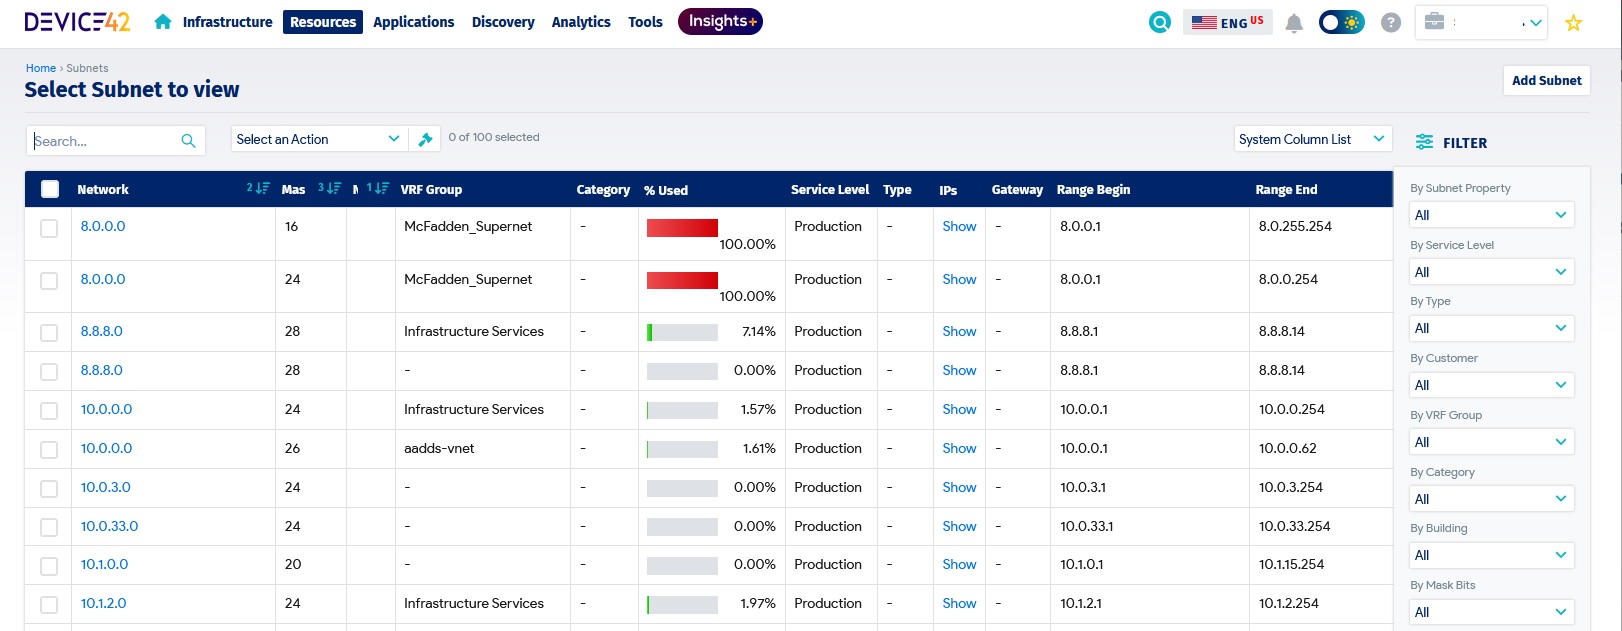 DEVICE42 Infrastructure Resources Applications Discovery Analytics Tools Insights+ ENG US ?
Home › Subnets
Select Subnet to view
Add Subnet
Search... Select an Action 0 of 100 selected System Column List FILTER
Network 2 Mas 3 N 1 VRF Group Category % Used Service Level Type IPs Gateway Range Begin Range End
8.0.0.0 16 McFadden_Supernet - 100.00% Production - Show - 8.0.0.1 8.0.255.254
8.0.0.0 24 McFadden_Supernet - 100.00% Production - Show - 8.0.0.1 8.0.0.254
8.8.8.0 28 Infrastructure Services - 7.14% Production - Show - 8.8.8.1 8.8.8.14
8.8.8.0 28 - - 0.00% Production - Show - 8.8.8.1 8.8.8.14
10.0.0.0 24 Infrastructure Services - 1.57% Production - Show - 10.0.0.1 10.0.0.254
10.0.0.0 26 aadds-vnet - 1.61% Production - Show - 10.0.0.1 10.0.0.62
10.0.3.0 24 - - 0.00% Production - Show - 10.0.3.1 10.0.3.254
10.0.33.0 24 - - 0.00% Production - Show - 10.0.33.1 10.0.33.254
10.1.0.0 20 - - 0.00% Production - Show - 10.1.0.1 10.1.15.254
10.1.2.0 24 Infrastructure Services - 1.97% Production - Show - 10.1.2.1 10.1.2.254
By Subnet Property
All
By Service Level
All
By Type
All
By Customer
All
By VRF Group
All
By Category
All
By Building
All
By Mask Bits
All